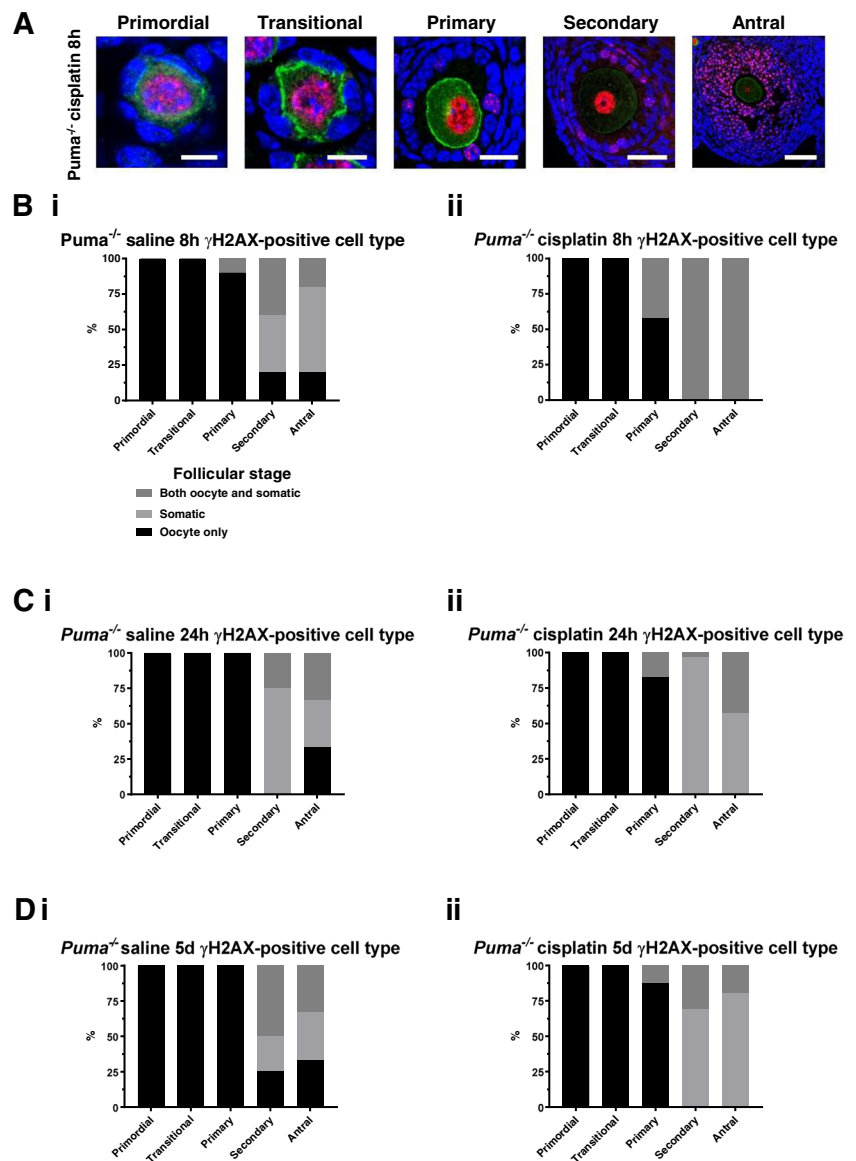 A
Primordial Transitional Primary Secondary Antral
Puma-/- cisplatin 8h
B i
Puma-/- saline 8h γH2AX-positive cell type
100
75
50
25
0
%
Primordial Transitional Primary Secondary Antral
Follicular stage
Both oocyte and somatic
Somatic
Oocyte only
ii
Puma-/- cisplatin 8h γH2AX-positive cell type
100
75
50
25
0
%
Primordial Transitional Primary Secondary Antral
C i
Puma-/- saline 24h γH2AX-positive cell type
100
75
50
25
0
%
Primordial Transitional Primary Secondary Antral
ii
Puma-/- cisplatin 24h γH2AX-positive cell type
100
75
50
25
0
%
Primordial Transitional Primary Secondary Antral
D i
Puma-/- saline 5d γH2AX-positive cell type
100
75
50
25
0
%
Primordial Transitional Primary Secondary Antral
ii
Puma-/- cisplatin 5d γH2AX-positive cell type
100
75
50
25
0
%
Primordial Transitional Primary Secondary Antral